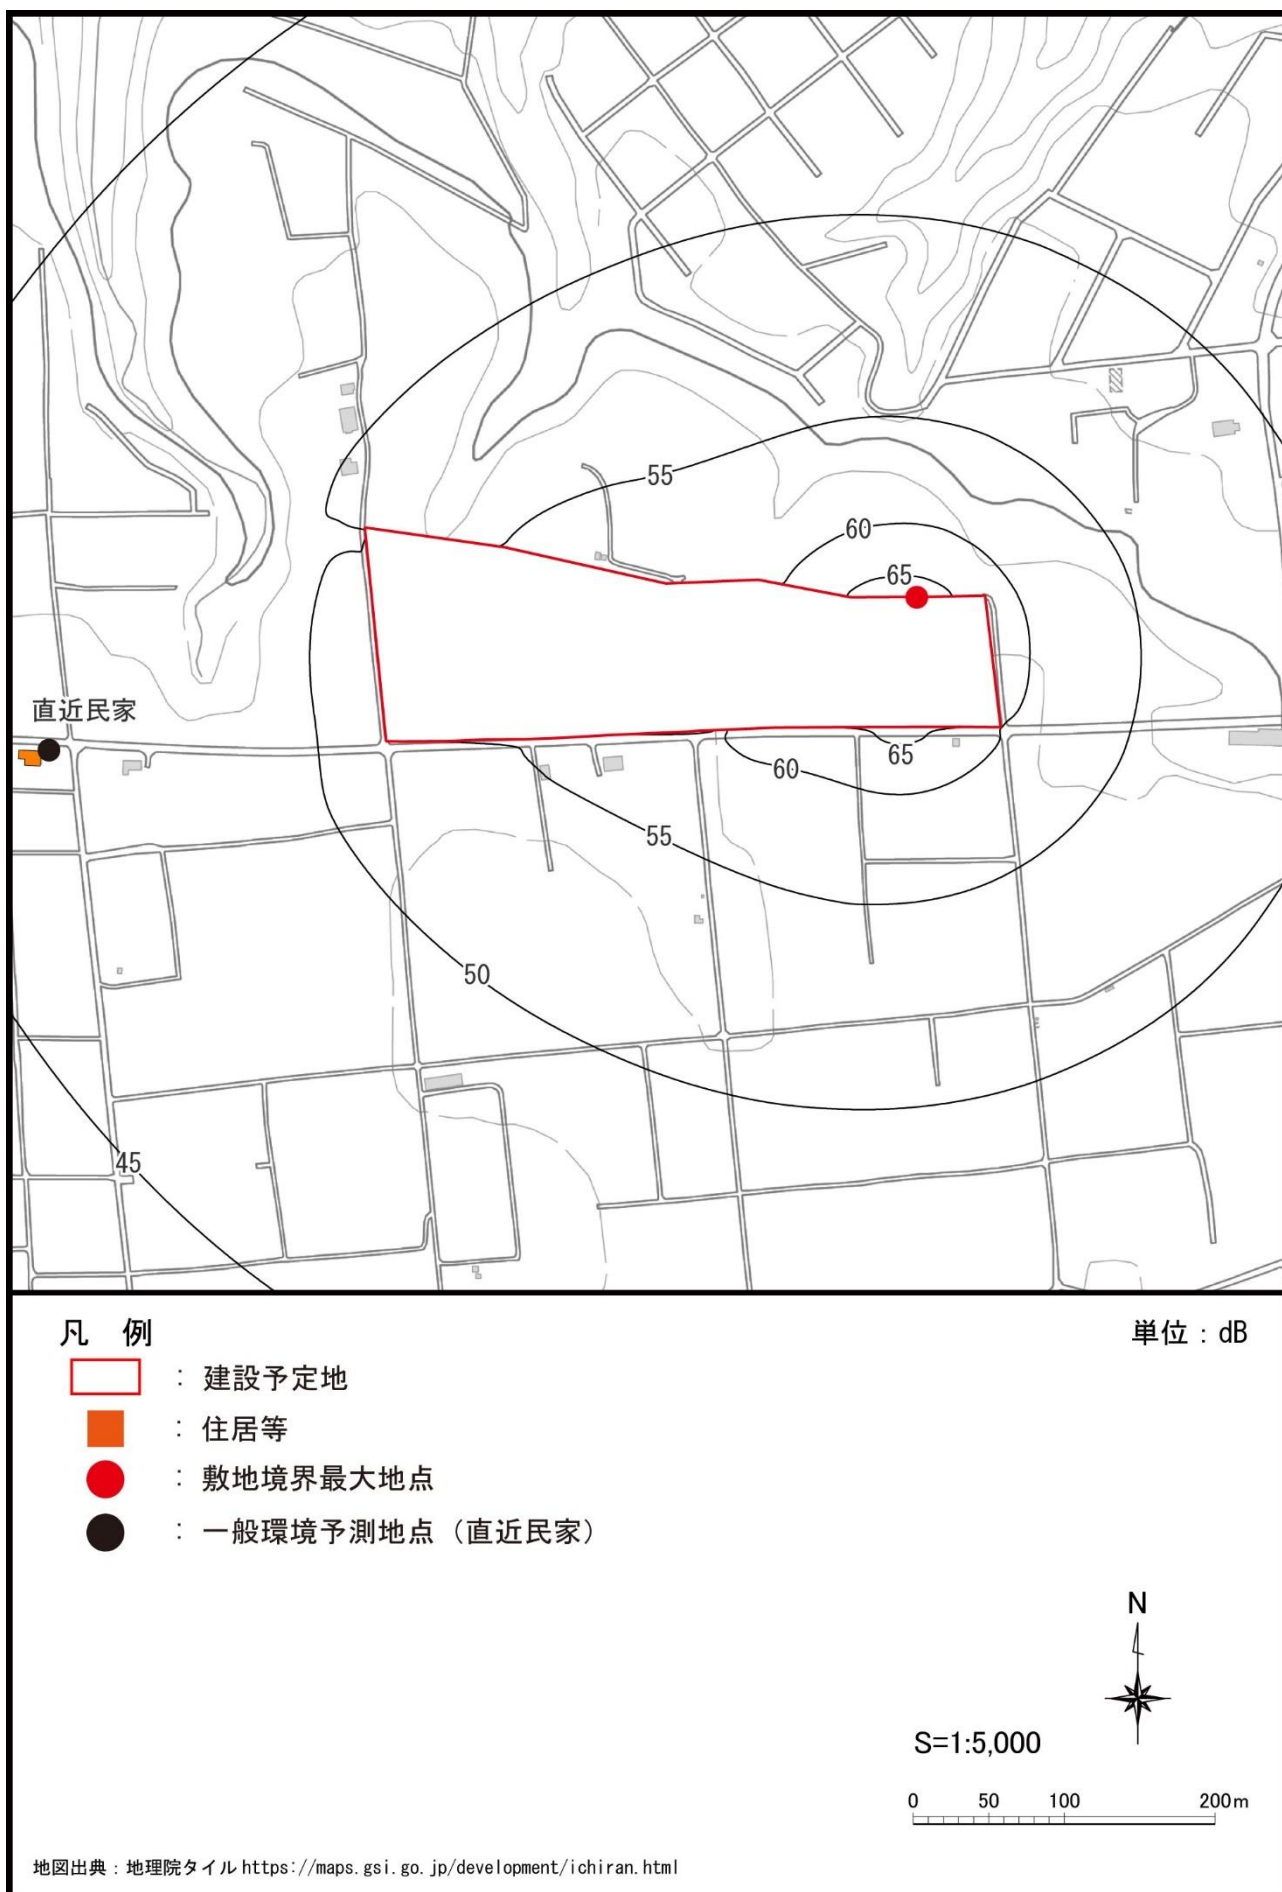 55
60
65
直近民家
65
60
55
50
45
凡 例
単位：dB
： 建設予定地
： 住居等
： 敷地境界最大地点
： 一般環境予測地点（直近民家）
N
S=1:5,000
0 50 100 200m
地図出典：地理院タイル https://maps.gsi.go.jp/development/ichiran.html